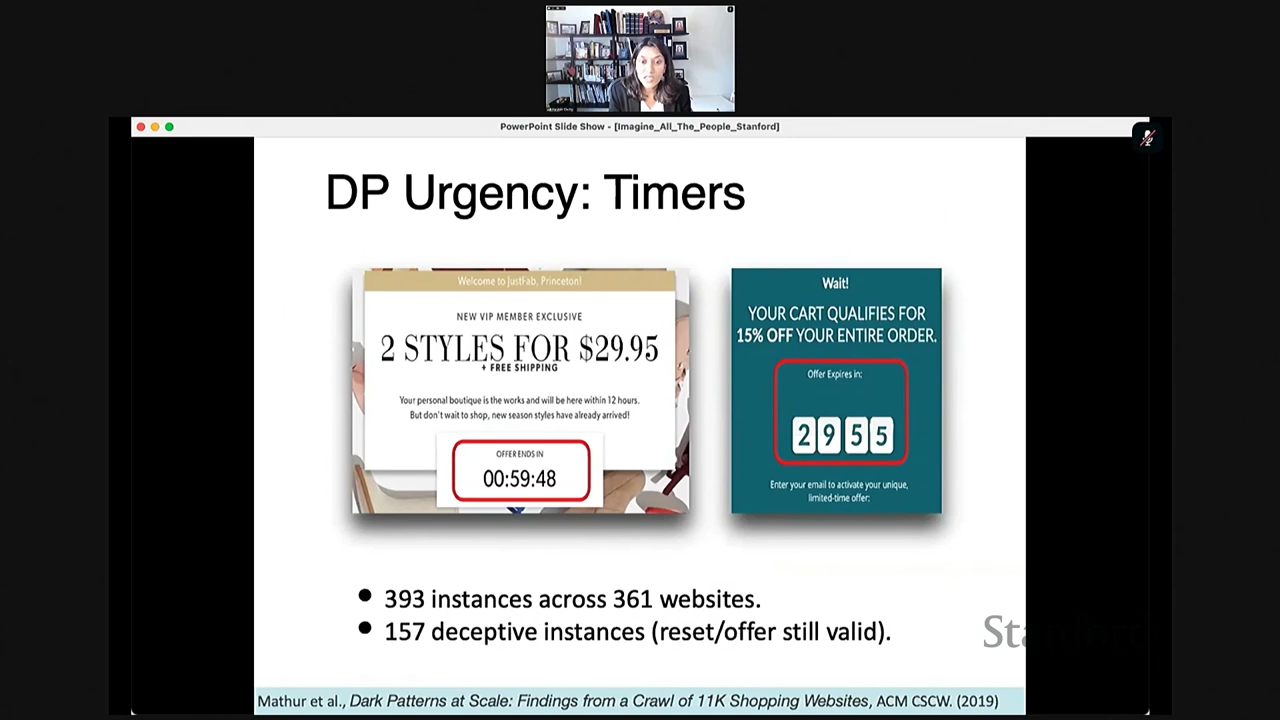 PowerPoint Slide Show - [Imagine_All_The_People_Stanford]
DP Urgency: Timers
Welcome to JustFab, Princeton!
NEW VIP MEMBER EXCLUSIVE
2 STYLES FOR $29.95
+ FREE SHIPPING
Your personal boutique is the works and will be here within 12 hours.
But don't wait to shop, new season styles have already arrived!
OFFER ENDS IN
00:59:48
Wait!
YOUR CART QUALIFIES FOR
15% OFF YOUR ENTIRE ORDER.
Offer Expires in:
2 9 5 5
Enter your email to activate your unique,
limited-time offer:
• 393 instances across 361 websites.
• 157 deceptive instances (reset/offer still valid).
Stanford
Mathur et al., Dark Patterns at Scale: Findings from a Crawl of 11K Shopping Websites, ACM CSCW. (2019)